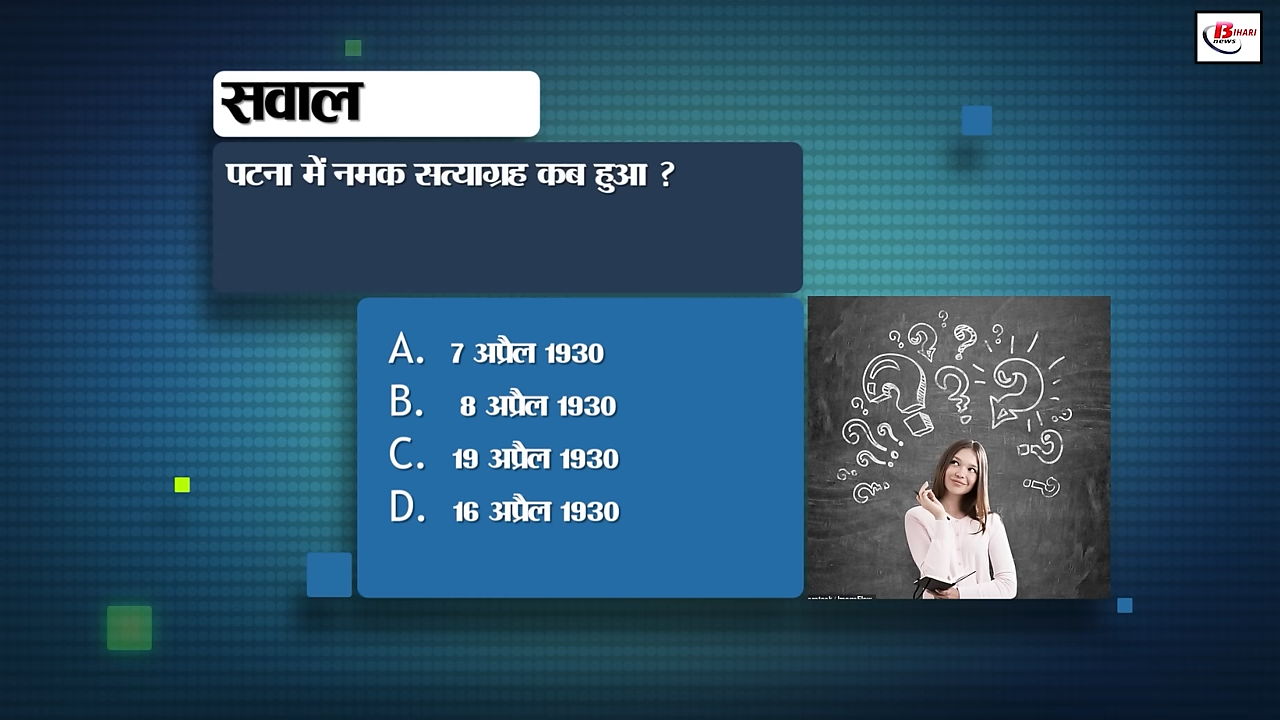 BIHARI
news
सवाल
पटना में नमक सत्याग्रह कब हुआ ?
A. 7 अप्रैल 1930
B. 8 अप्रैल 1930
C. 19 अप्रैल 1930
D. 16 अप्रैल 1930